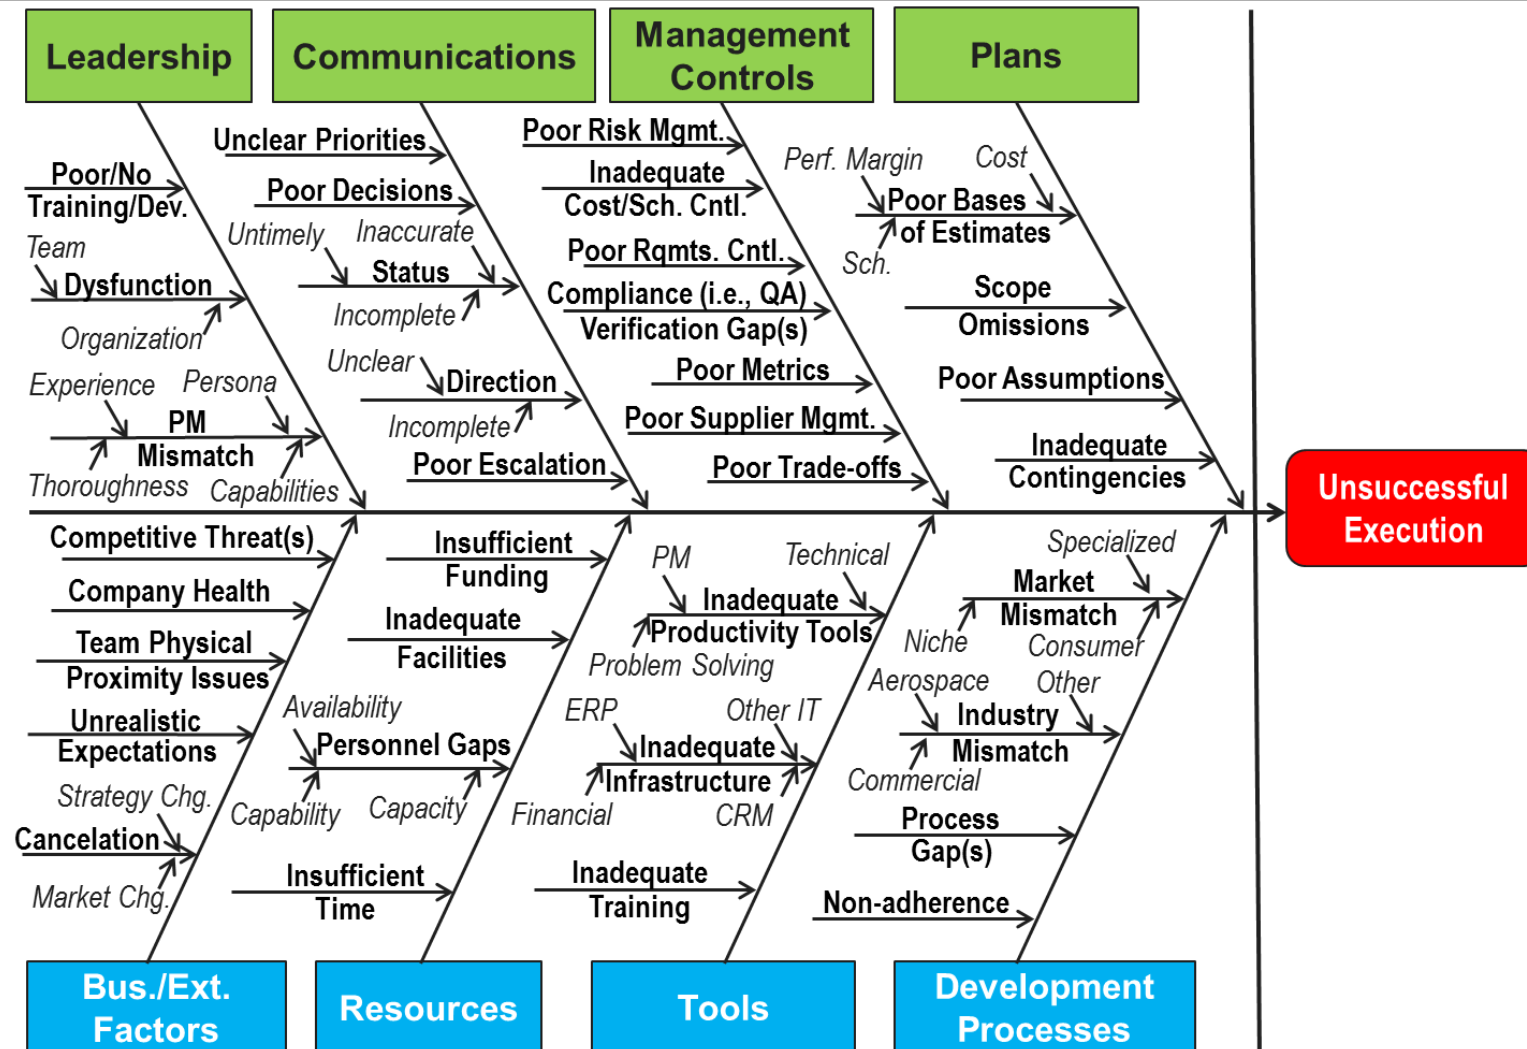 Leadership
Communications
Management
Controls
Plans
Poor/No
Training/Dev.
Team
Dysfunction
Organization
Experience
Persona
PM
Mismatch
Thoroughness
Capabilities
Unclear Priorities
Poor Decisions
Untimely
Inaccurate
Status
Incomplete
Unclear
Direction
Incomplete
Poor Escalation
Poor Risk Mgmt.
Inadequate
Cost/Sch. Cntl.
Poor Rqmts. Cntl.
Compliance (i.e., QA)
Verification Gap(s)
Poor Metrics
Poor Supplier Mgmt.
Poor Trade-offs
Perf. Margin
Cost
Poor Bases
of Estimates
Sch.
Scope
Omissions
Poor Assumptions
Inadequate
Contingencies
Unsuccessful
Execution
Competitive Threat(s)
Company Health
Team Physical
Proximity Issues
Unrealistic
Expectations
Strategy Chg.
Cancelation
Market Chg.
Insufficient
Funding
Inadequate
Facilities
Availability
Personnel Gaps
Capability
Capacity
Insufficient
Time
PM
Technical
Inadequate
Productivity Tools
Problem Solving
ERP
Other IT
Inadequate
Infrastructure
Financial
CRM
Inadequate
Training
Specialized
Market
Mismatch
Niche
Consumer
Aerospace
Other
Industry
Mismatch
Commercial
Process
Gap(s)
Non-adherence
Bus./Ext.
Factors
Resources
Tools
Development
Processes